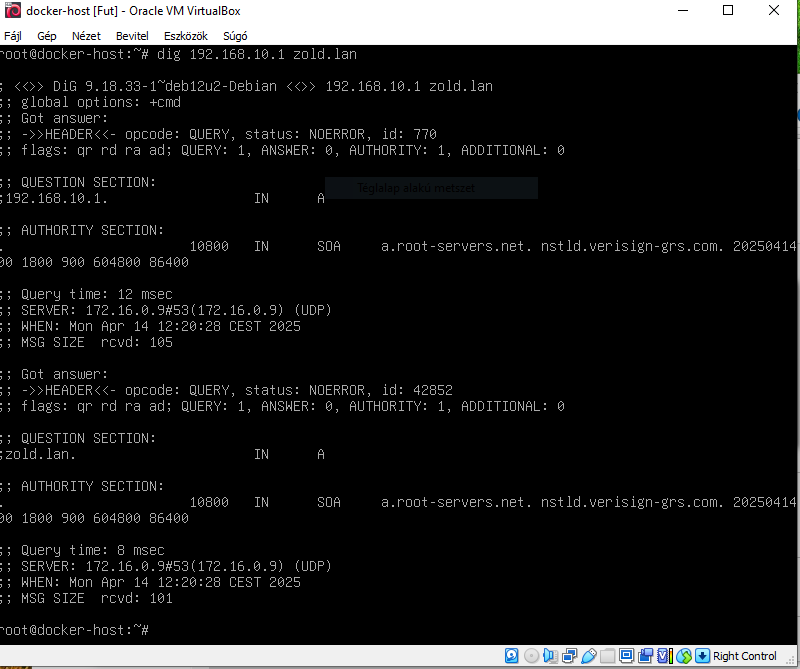 docker-host [Fut] - Oracle VM VirtualBox
Fájl Gép Nézet Bevitel Eszközök Súgó
root@docker-host:~# dig 192.168.10.1 zold.lan
; <<>> DiG 9.18.33-1~deb12u2-Debian <<>> 192.168.10.1 zold.lan
;; global options: +cmd
;; Got answer:
;; ->>HEADER<<- opcode: QUERY, status: NOERROR, id: 770
;; flags: qr rd ra ad; QUERY: 1, ANSWER: 0, AUTHORITY: 1, ADDITIONAL: 0
;; QUESTION SECTION:
;192.168.10.1. IN A
Téglalap alakú metszet
;; AUTHORITY SECTION:
. 10800 IN SOA a.root-servers.net. nstld.verisign-grs.com. 20250414
00 1800 900 604800 86400
;; Query time: 12 msec
;; SERVER: 172.16.0.9#53(172.16.0.9) (UDP)
;; WHEN: Mon Apr 14 12:20:28 CEST 2025
;; MSG SIZE rcvd: 105
;; Got answer:
;; ->>HEADER<<- opcode: QUERY, status: NOERROR, id: 42852
;; flags: qr rd ra ad; QUERY: 1, ANSWER: 0, AUTHORITY: 1, ADDITIONAL: 0
;; QUESTION SECTION:
;zold.lan. IN A
;; AUTHORITY SECTION:
. 10800 IN SOA a.root-servers.net. nstld.verisign-grs.com. 20250414
00 1800 900 604800 86400
;; Query time: 8 msec
;; SERVER: 172.16.0.9#53(172.16.0.9) (UDP)
;; WHEN: Mon Apr 14 12:20:28 CEST 2025
;; MSG SIZE rcvd: 101
root@docker-host:~#
Right Control